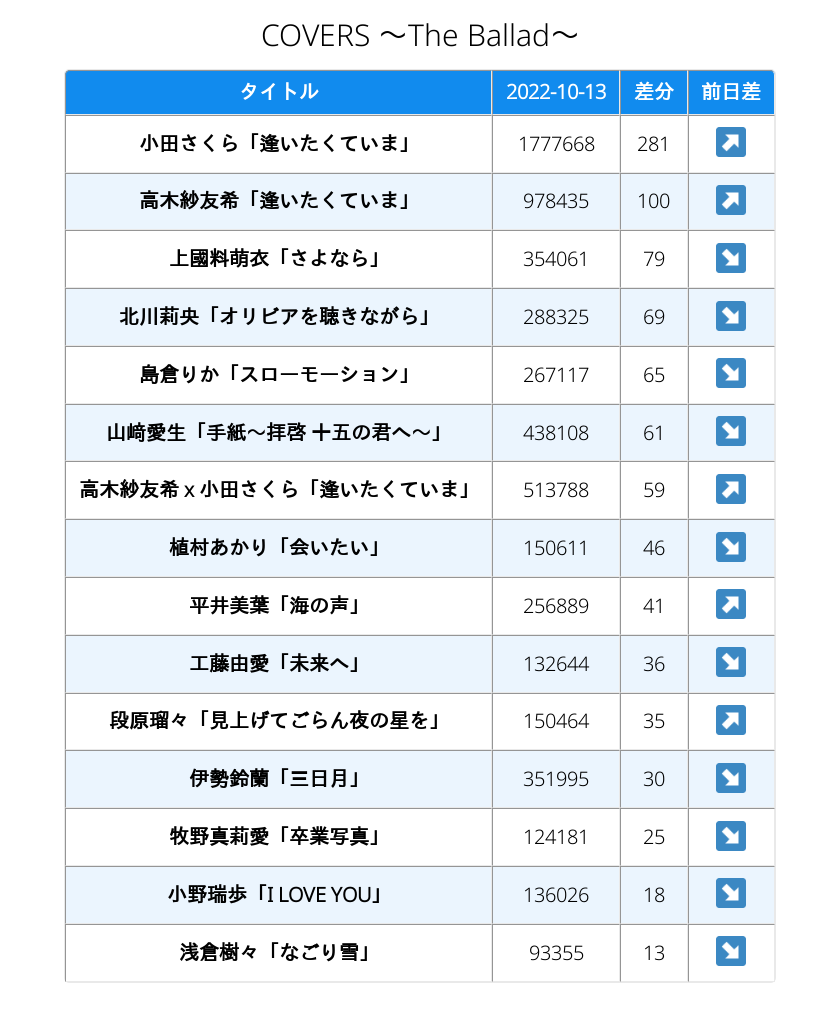 COVERS ～The Ballad～
タイトル 2022-10-13 差分 前日差
小田さくら「逢いたくていま」 1777668 281 ↗
高木紗友希「逢いたくていま」 978435 100 ↗
上國料萌衣「さよなら」 354061 79 ↘
北川莉央「オリビアを聴きながら」 288325 69 ↘
島倉りか「スローモーション」 267117 65 ↘
山﨑愛生「手紙～拝啓 十五の君へ～」 438108 61 ↘
高木紗友希 x 小田さくら「逢いたくていま」 513788 59 ↗
植村あかり「会いたい」 150611 46 ↘
平井美葉「海の声」 256889 41 ↗
工藤由愛「未来へ」 132644 36 ↘
段原瑠々「見上げてごらん夜の星を」 150464 35 ↗
伊勢鈴蘭「三日月」 351995 30 ↘
牧野真莉愛「卒業写真」 124181 25 ↘
小野瑞歩「I LOVE YOU」 136026 18 ↘
浅倉樹々「なごり雪」 93355 13 ↘